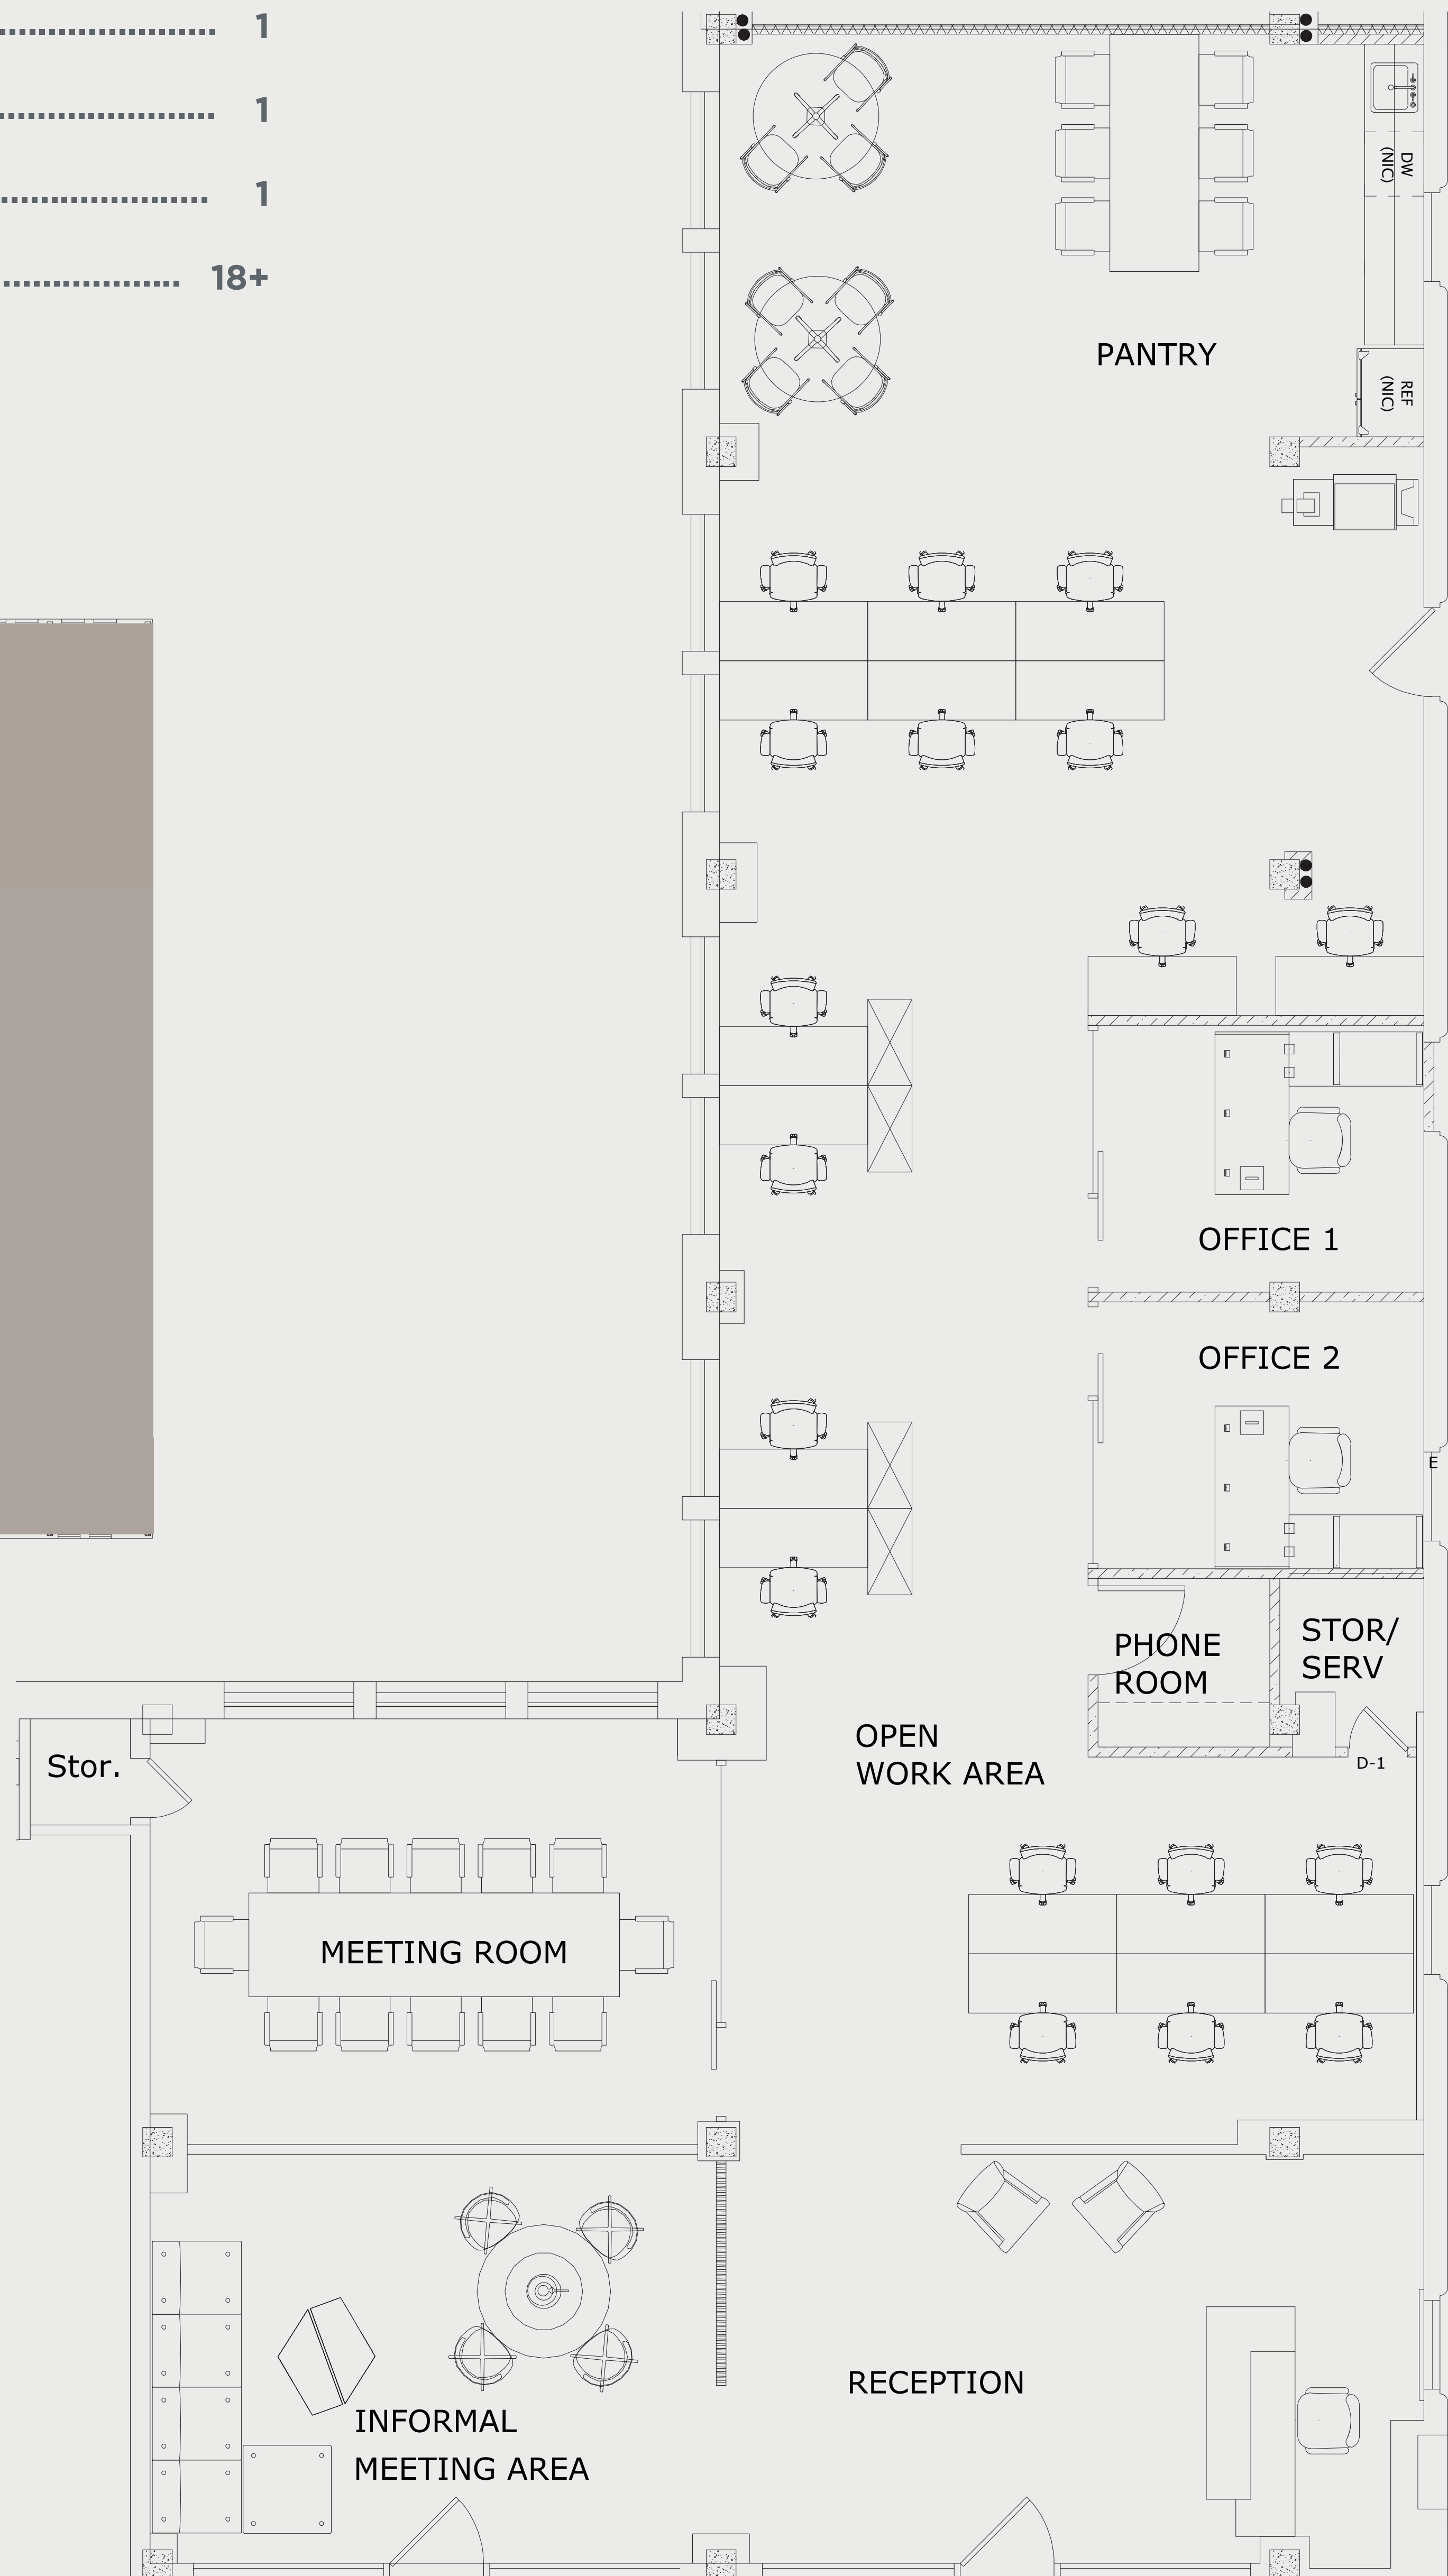 1
1
1
18+
DW
(NIC)
PANTRY
REF
(NIC)
OFFICE 1
OFFICE 2
E
PHONE
ROOM
STOR/
SERV
OPEN
WORK AREA
D-1
Stor.
MEETING ROOM
RECEPTION
INFORMAL
MEETING AREA